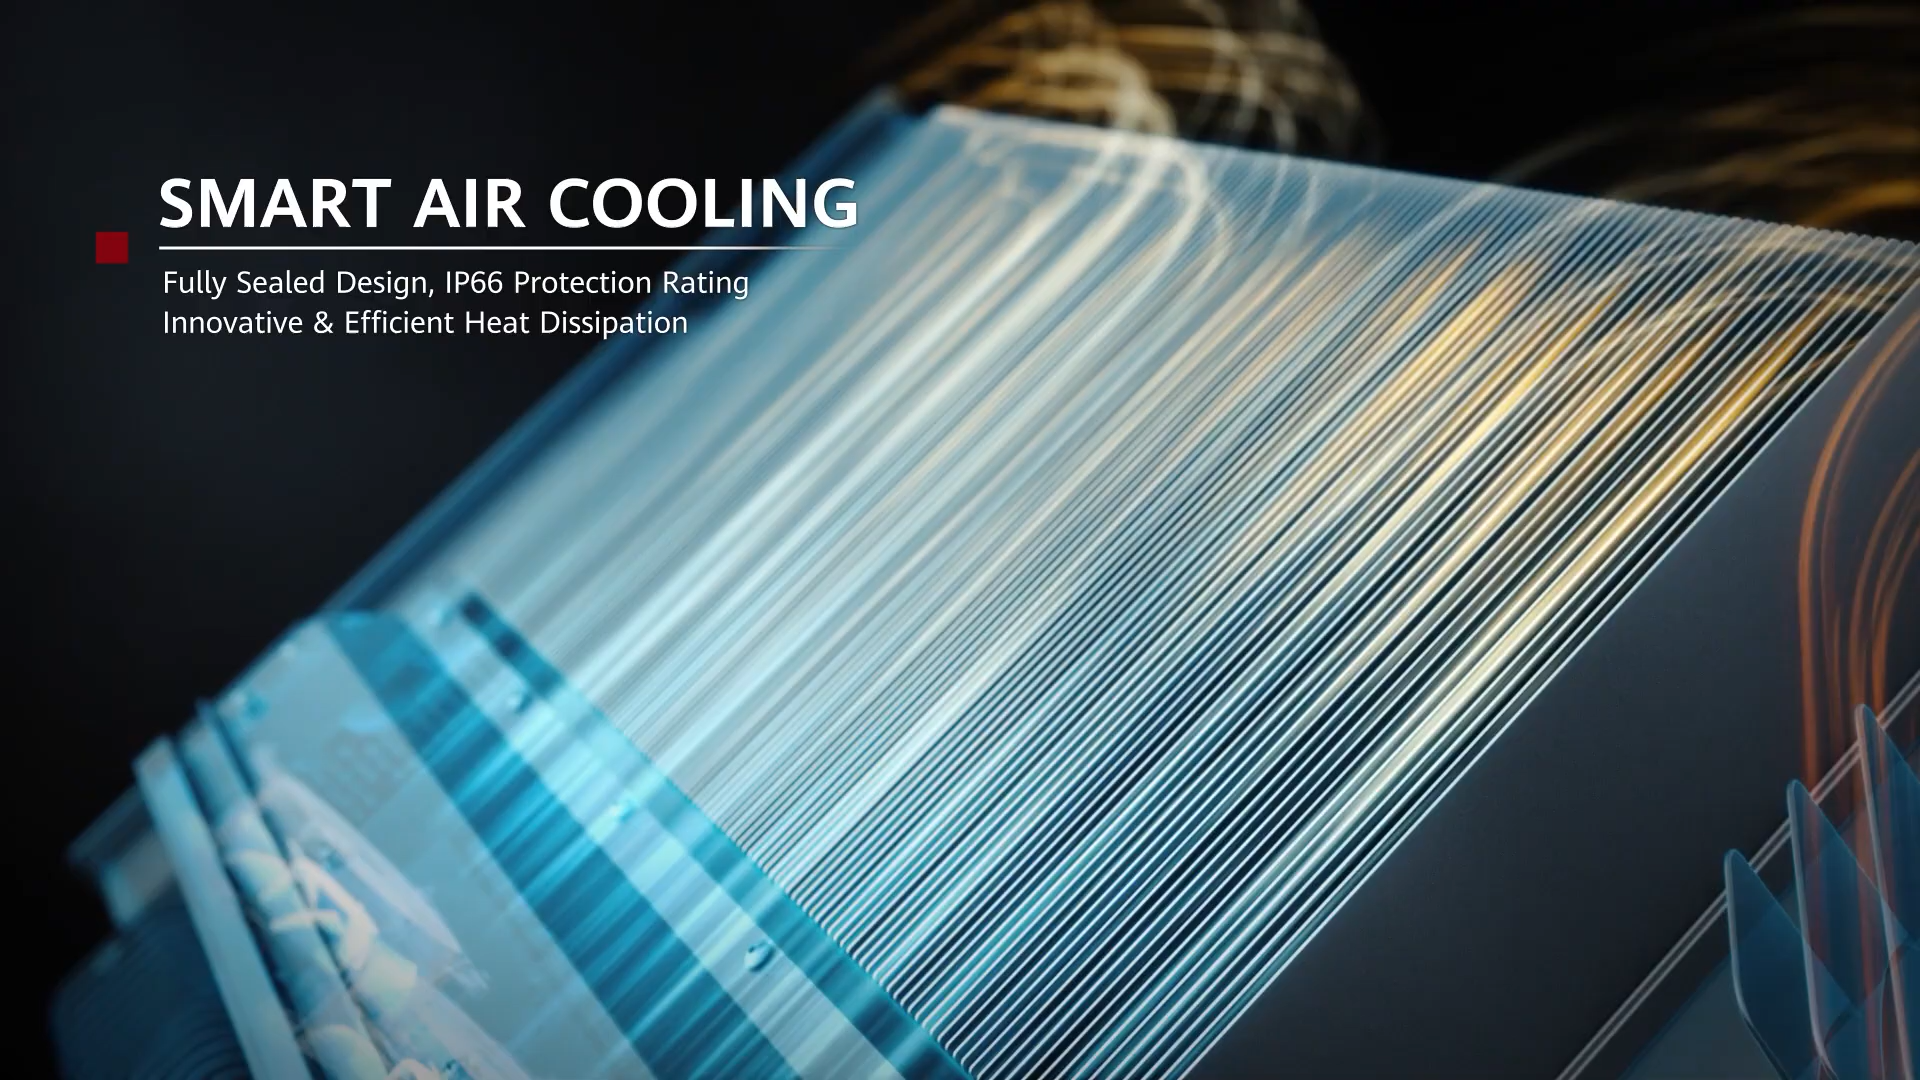 SMART AIR COOLING
Fully Sealed Design, IP66 Protection Rating
Innovative & Efficient Heat Dissipation